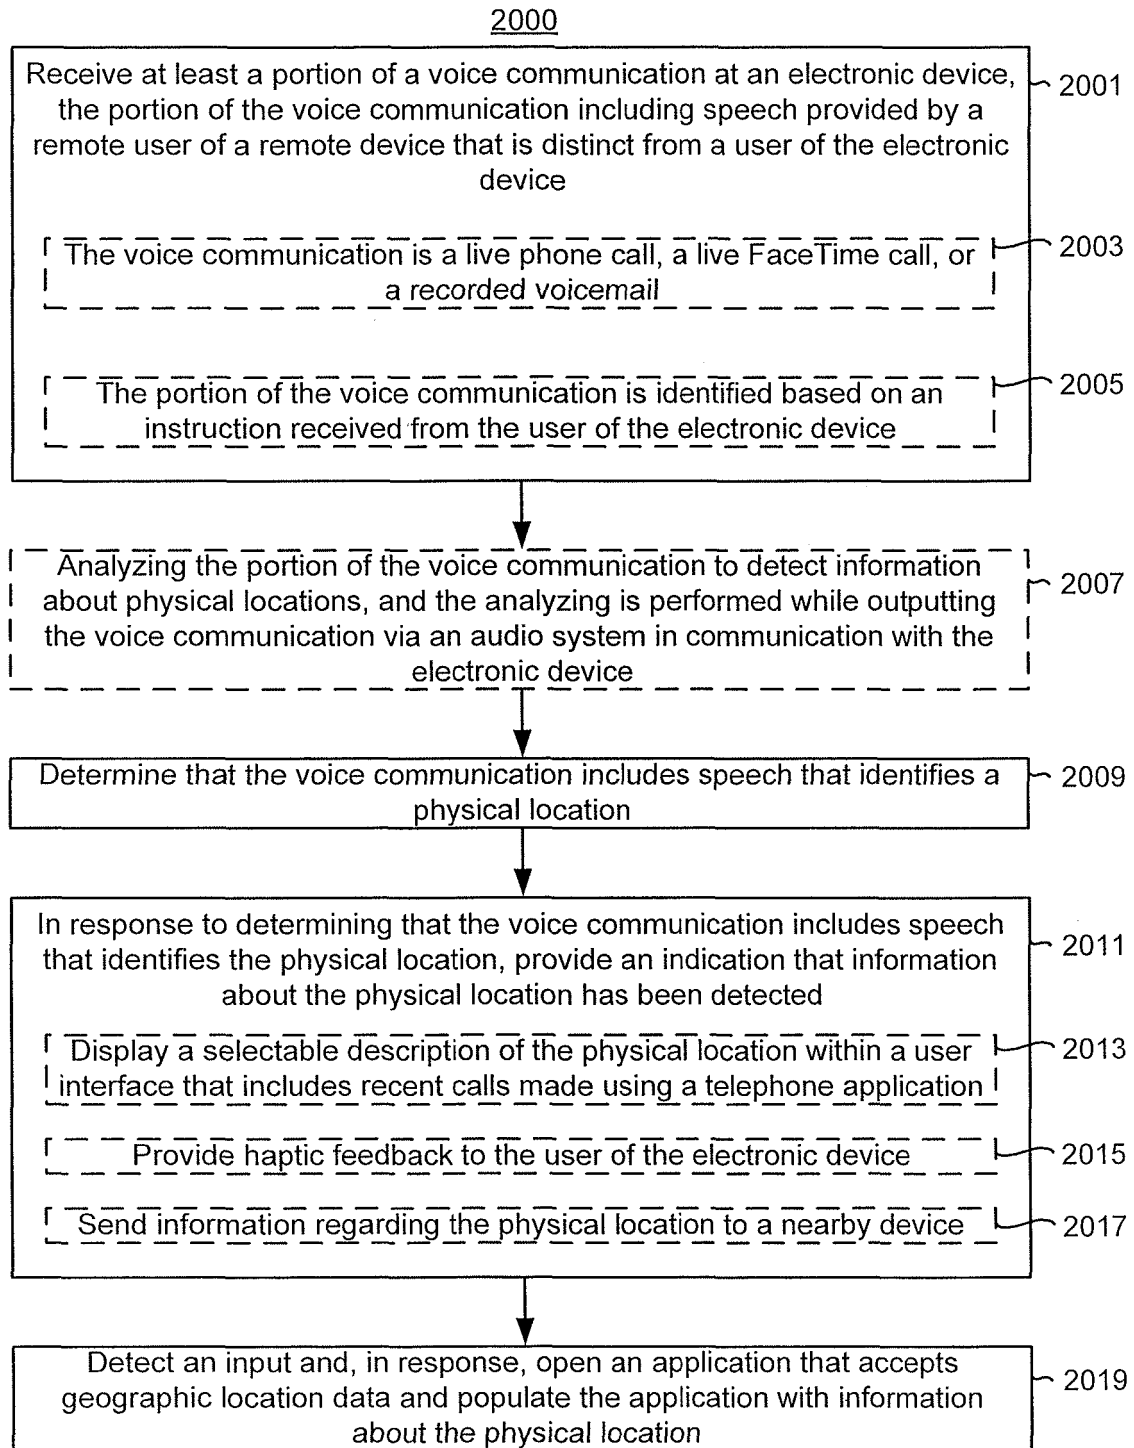 2000
Receive at least a portion of a voice communication at an electronic device,
the portion of the voice communication including speech provided by a
remote user of a remote device that is distinct from a user of the electronic
device
2001
The voice communication is a live phone call, a live FaceTime call, or
a recorded voicemail
2003
The portion of the voice communication is identified based on an
instruction received from the user of the electronic device
2005
Analyzing the portion of the voice communication to detect information
about physical locations, and the analyzing is performed while outputting
the voice communication via an audio system in communication with the
electronic device
2007
Determine that the voice communication includes speech that identifies a
physical location
2009
In response to determining that the voice communication includes speech
that identifies the physical location, provide an indication that information
about the physical location has been detected
2011
Display a selectable description of the physical location within a user
interface that includes recent calls made using a telephone application
2013
Provide haptic feedback to the user of the electronic device
2015
Send information regarding the physical location to a nearby device
2017
Detect an input and, in response, open an application that accepts
geographic location data and populate the application with information
about the physical location
2019